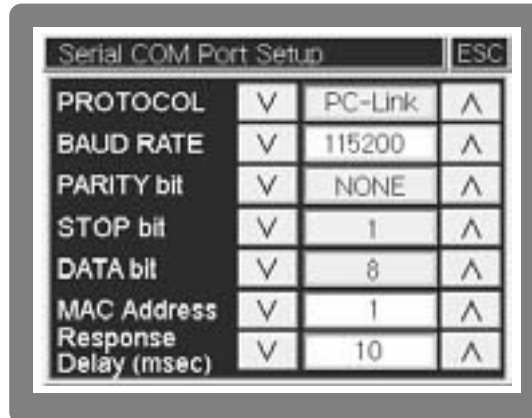 Serial COM Port Setup ESC
PROTOCOL V PC-Link Λ
BAUD RATE V 115200 Λ
PARITY bit V NONE Λ
STOP bit V 1 Λ
DATA bit V 8 Λ
MAC Address V 1 Λ
Response
Delay (msec) V 10 Λ